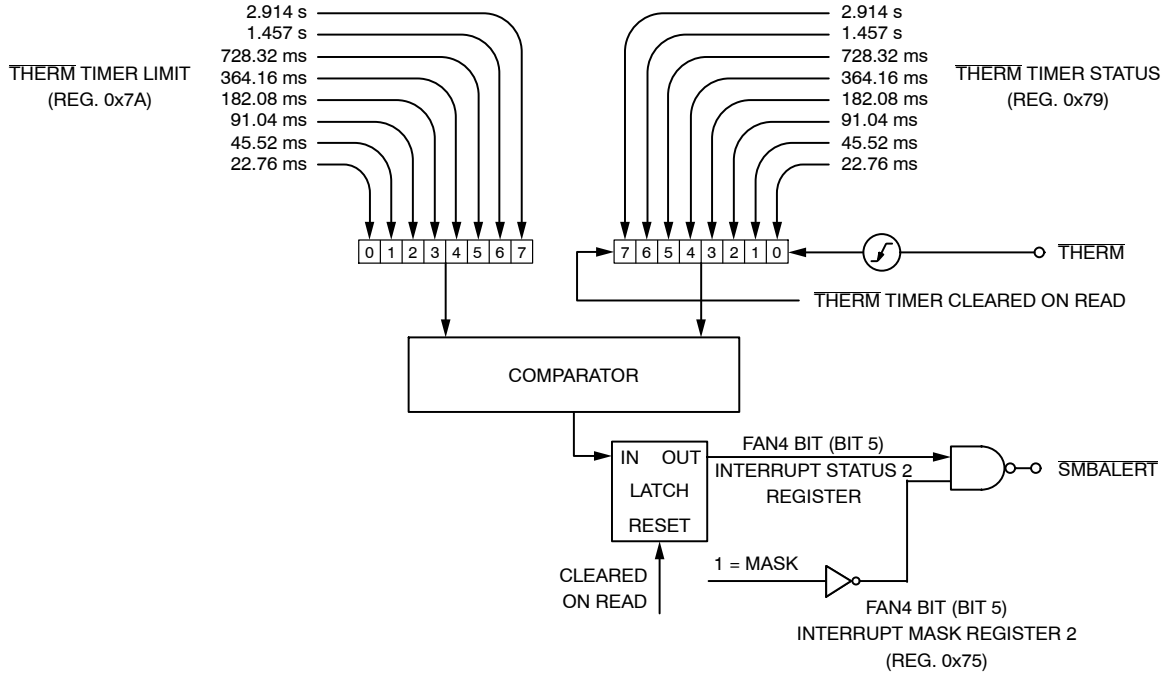 2.914 s
1.457 s
728.32 ms
364.16 ms
182.08 ms
91.04 ms
45.52 ms
22.76 ms
THERM TIMER LIMIT
(REG. 0x7A)
2.914 s
1.457 s
728.32 ms
364.16 ms
182.08 ms
91.04 ms
45.52 ms
22.76 ms
THERM TIMER STATUS
(REG. 0x79)
0 1 2 3 4 5 6 7
7 6 5 4 3 2 1 0
THERM
THERM TIMER CLEARED ON READ
COMPARATOR
IN OUT
LATCH
RESET
FAN4 BIT (BIT 5)
INTERRUPT STATUS 2
REGISTER
SMBALERT
CLEARED
ON READ
1 = MASK
FAN4 BIT (BIT 5)
INTERRUPT MASK REGISTER 2
(REG. 0x75)